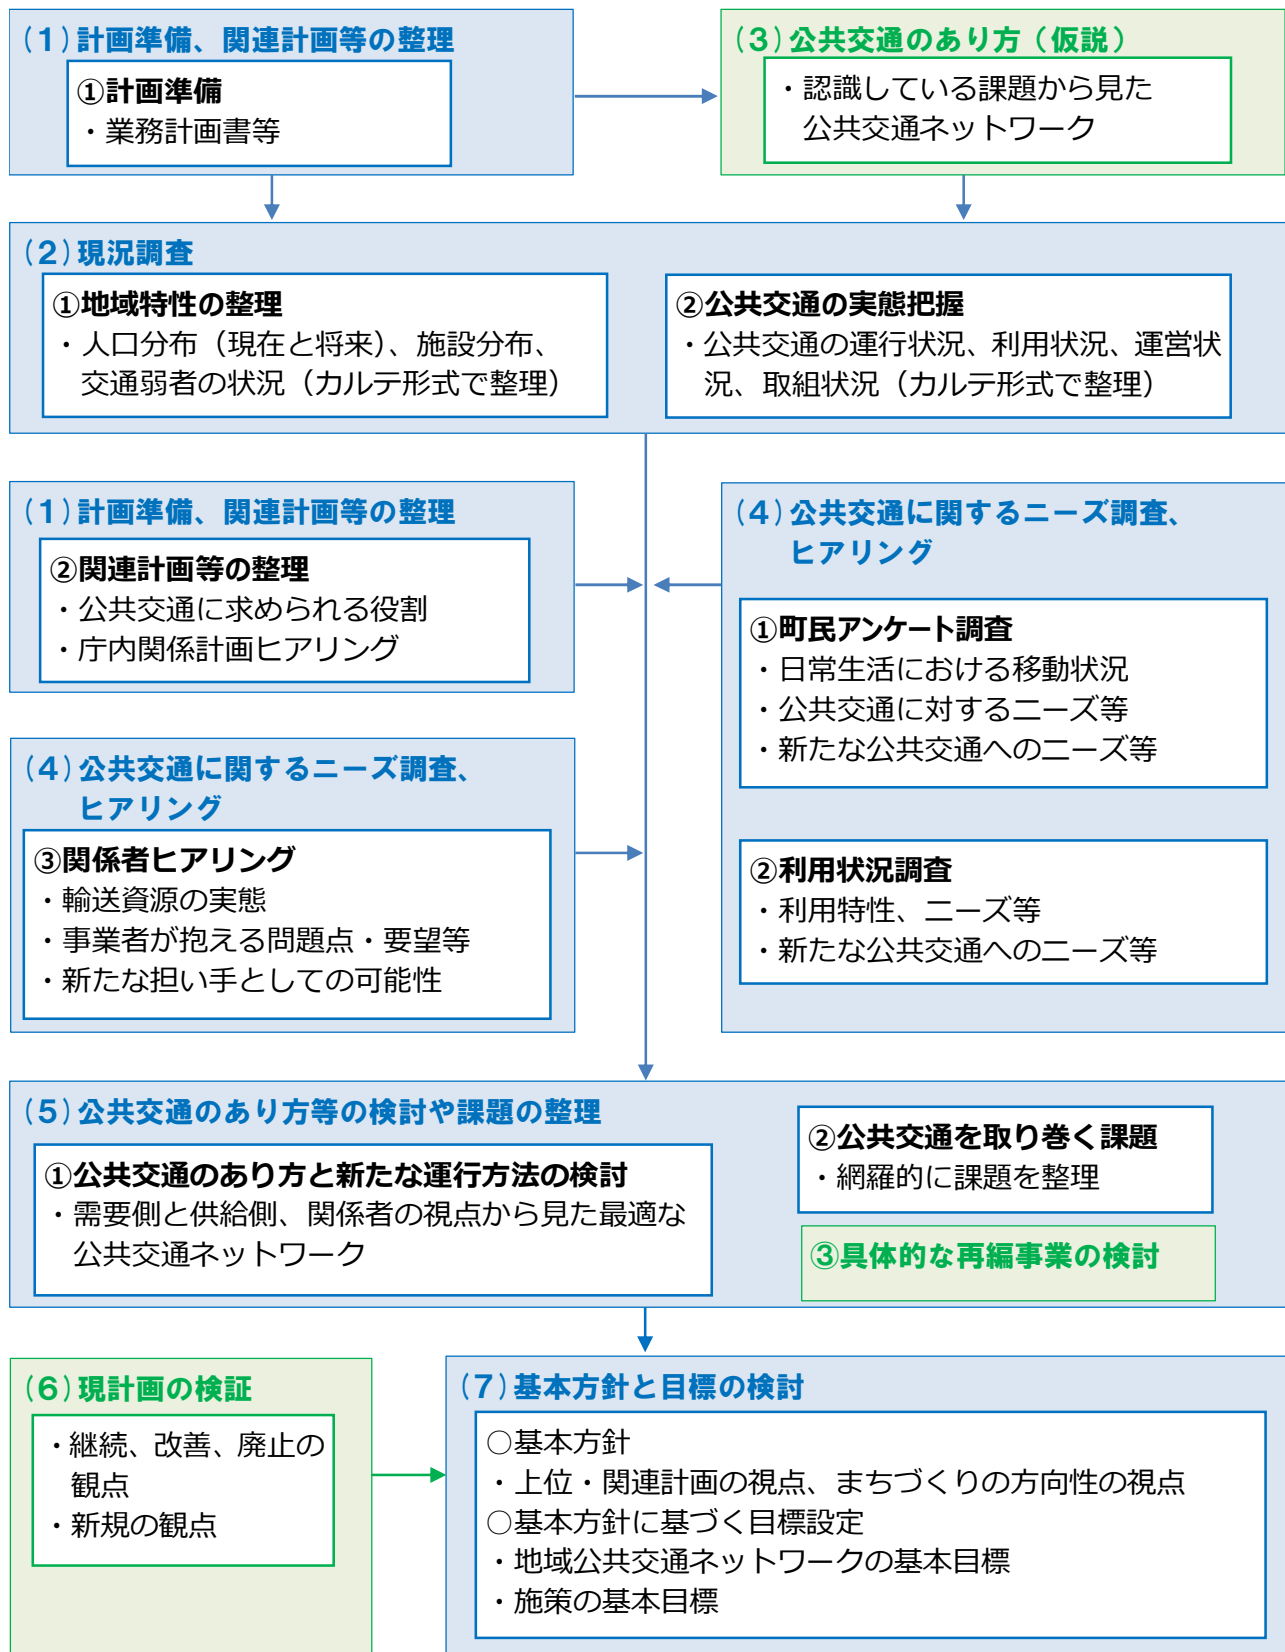 (1)計画準備、関連計画等の整理
①計画準備
・業務計画書等
(3)公共交通のあり方（仮説）
・認識している課題から見た
公共交通ネットワーク
(2)現況調査
①地域特性の整理
・人口分布（現在と将来）、施設分布、
交通弱者の状況（カルテ形式で整理）
②公共交通の実態把握
・公共交通の運行状況、利用状況、運営状
況、取組状況（カルテ形式で整理）
(1)計画準備、関連計画等の整理
②関連計画等の整理
・公共交通に求められる役割
・庁内関係計画ヒアリング
(4)公共交通に関するニーズ調査、
ヒアリング
①町民アンケート調査
・日常生活における移動状況
・公共交通に対するニーズ等
・新たな公共交通へのニーズ等
②利用状況調査
・利用特性、ニーズ等
・新たな公共交通へのニーズ等
(4)公共交通に関するニーズ調査、
ヒアリング
③関係者ヒアリング
・輸送資源の実態
・事業者が抱える問題点・要望等
・新たな担い手としての可能性
(5)公共交通のあり方等の検討や課題の整理
①公共交通のあり方と新たな運行方法の検討
・需要側と供給側、関係者の視点から見た最適な
公共交通ネットワーク
②公共交通を取り巻く課題
・網羅的に課題を整理
③具体的な再編事業の検討
(6)現計画の検証
・継続、改善、廃止の
観点
・新規の観点
(7)基本方針と目標の検討
○基本方針
・上位・関連計画の視点、まちづくりの方向性の視点
○基本方針に基づく目標設定
・地域公共交通ネットワークの基本目標
・施策の基本目標